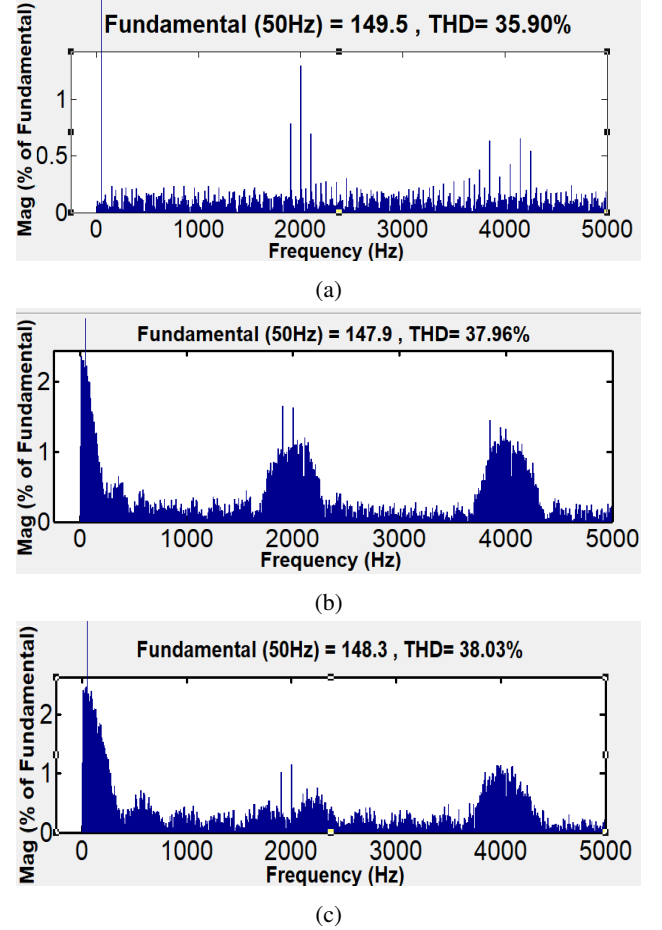 Fundamental (50Hz) = 149.5 , THD= 35.90%
Mag (% of Fundamental)
1
0.5
0
0 1000 2000 3000 4000 5000
Frequency (Hz)
(a)
Fundamental (50Hz) = 147.9 , THD= 37.96%
Mag (% of Fundamental)
2
1
0
0 1000 2000 3000 4000 5000
Frequency (Hz)
(b)
Fundamental (50Hz) = 148.3 , THD= 38.03%
Mag (% of Fundamental)
2
1
0
0 1000 2000 3000 4000 5000
Frequency (Hz)
(c)